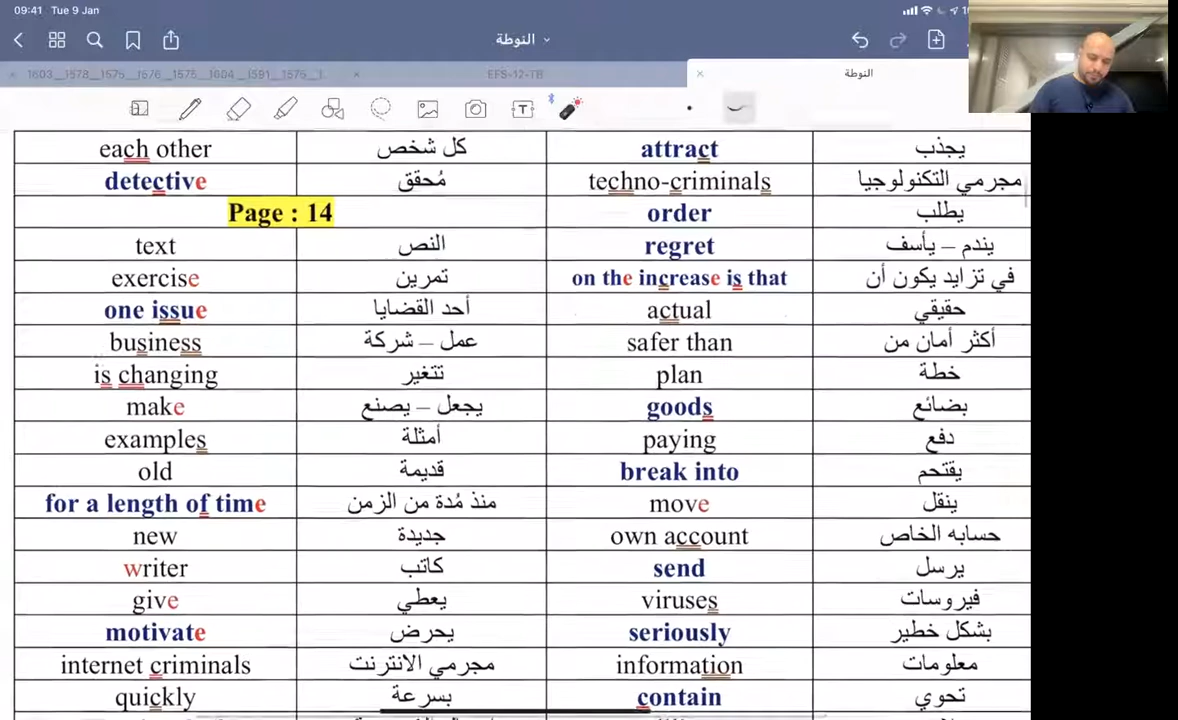 09:41 Tue 9 Jan
النوطة
EFS-12-TB
النوطة
each other كل شخص attract يجذب
detective مُحقق techno-criminals مجرمي التكنولوجيا
Page : 14 order يطلب
text النص regret يندم – يأسف
exercise تمرين on the increase is that في تزايد يكون أن
one issue أحد القضايا actual حقيقي
business عمل – شركة safer than أكثر أمان من
is changing تتغير plan خطة
make يجعل – يصنع goods بضائع
examples أمثلة paying دفع
old قديمة break into يقتحم
for a length of time منذ مُدة من الزمن move ينقل
new جديدة own account حسابه الخاص
writer كاتب send يرسل
give يعطي viruses فيروسات
motivate يحرض seriously بشكل خطير
internet criminals مجرمي الانترنت information معلومات
quickly بسرعة contain تحوي